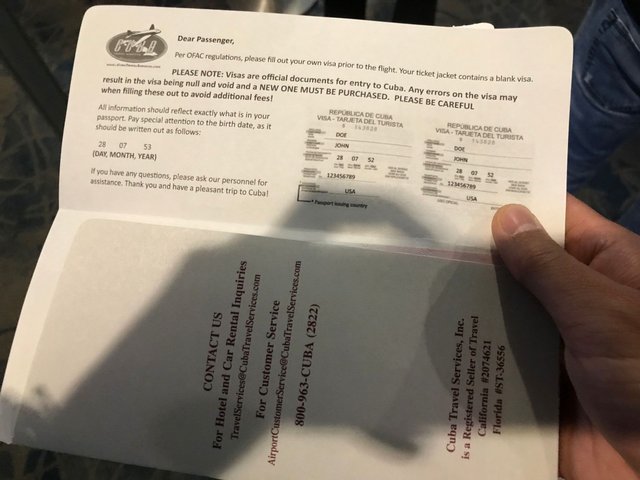 Dear Passenger,
Per OFAC regulations, please fill out your own visa prior to the flight. Your ticket jacket contains a blank visa.
PLEASE NOTE: Visas are official documents for entry to Cuba. Any errors on the visa may
result in the visa being null and void and a NEW ONE MUST BE PURCHASED. PLEASE BE CAREFUL
when filling these out to avoid additional fees!
All information should reflect exactly what is in your
passport. Pay special attention to the birth date, as it
should be written out as follows:
28 07 53
(DAY, MONTH, YEAR)
If you have any questions, please ask our personnel for
assistance. Thank you and have a pleasant trip to Cuba!
REPÚBLICA DE CUBA
VISA - TARJETA DEL TURISTA
DOE
JOHN
28 07 52
123456789
USA
* Passport issuing country
REPÚBLICA DE CUBA
VISA - TARJETA DEL TURISTA
DOE
JOHN
28 07 52
123456789
USA
CONTACT US
For Hotel and Car Rental Inquiries
TravelServices@CubaTravelServices.com
For Customer Service
AirportCustomerService@CubaTravelServices.com
800-963-CUBA (2822)
Cuba Travel Services, Inc.
is a Registered Seller of Travel
California #2074621
Florida #ST-36556